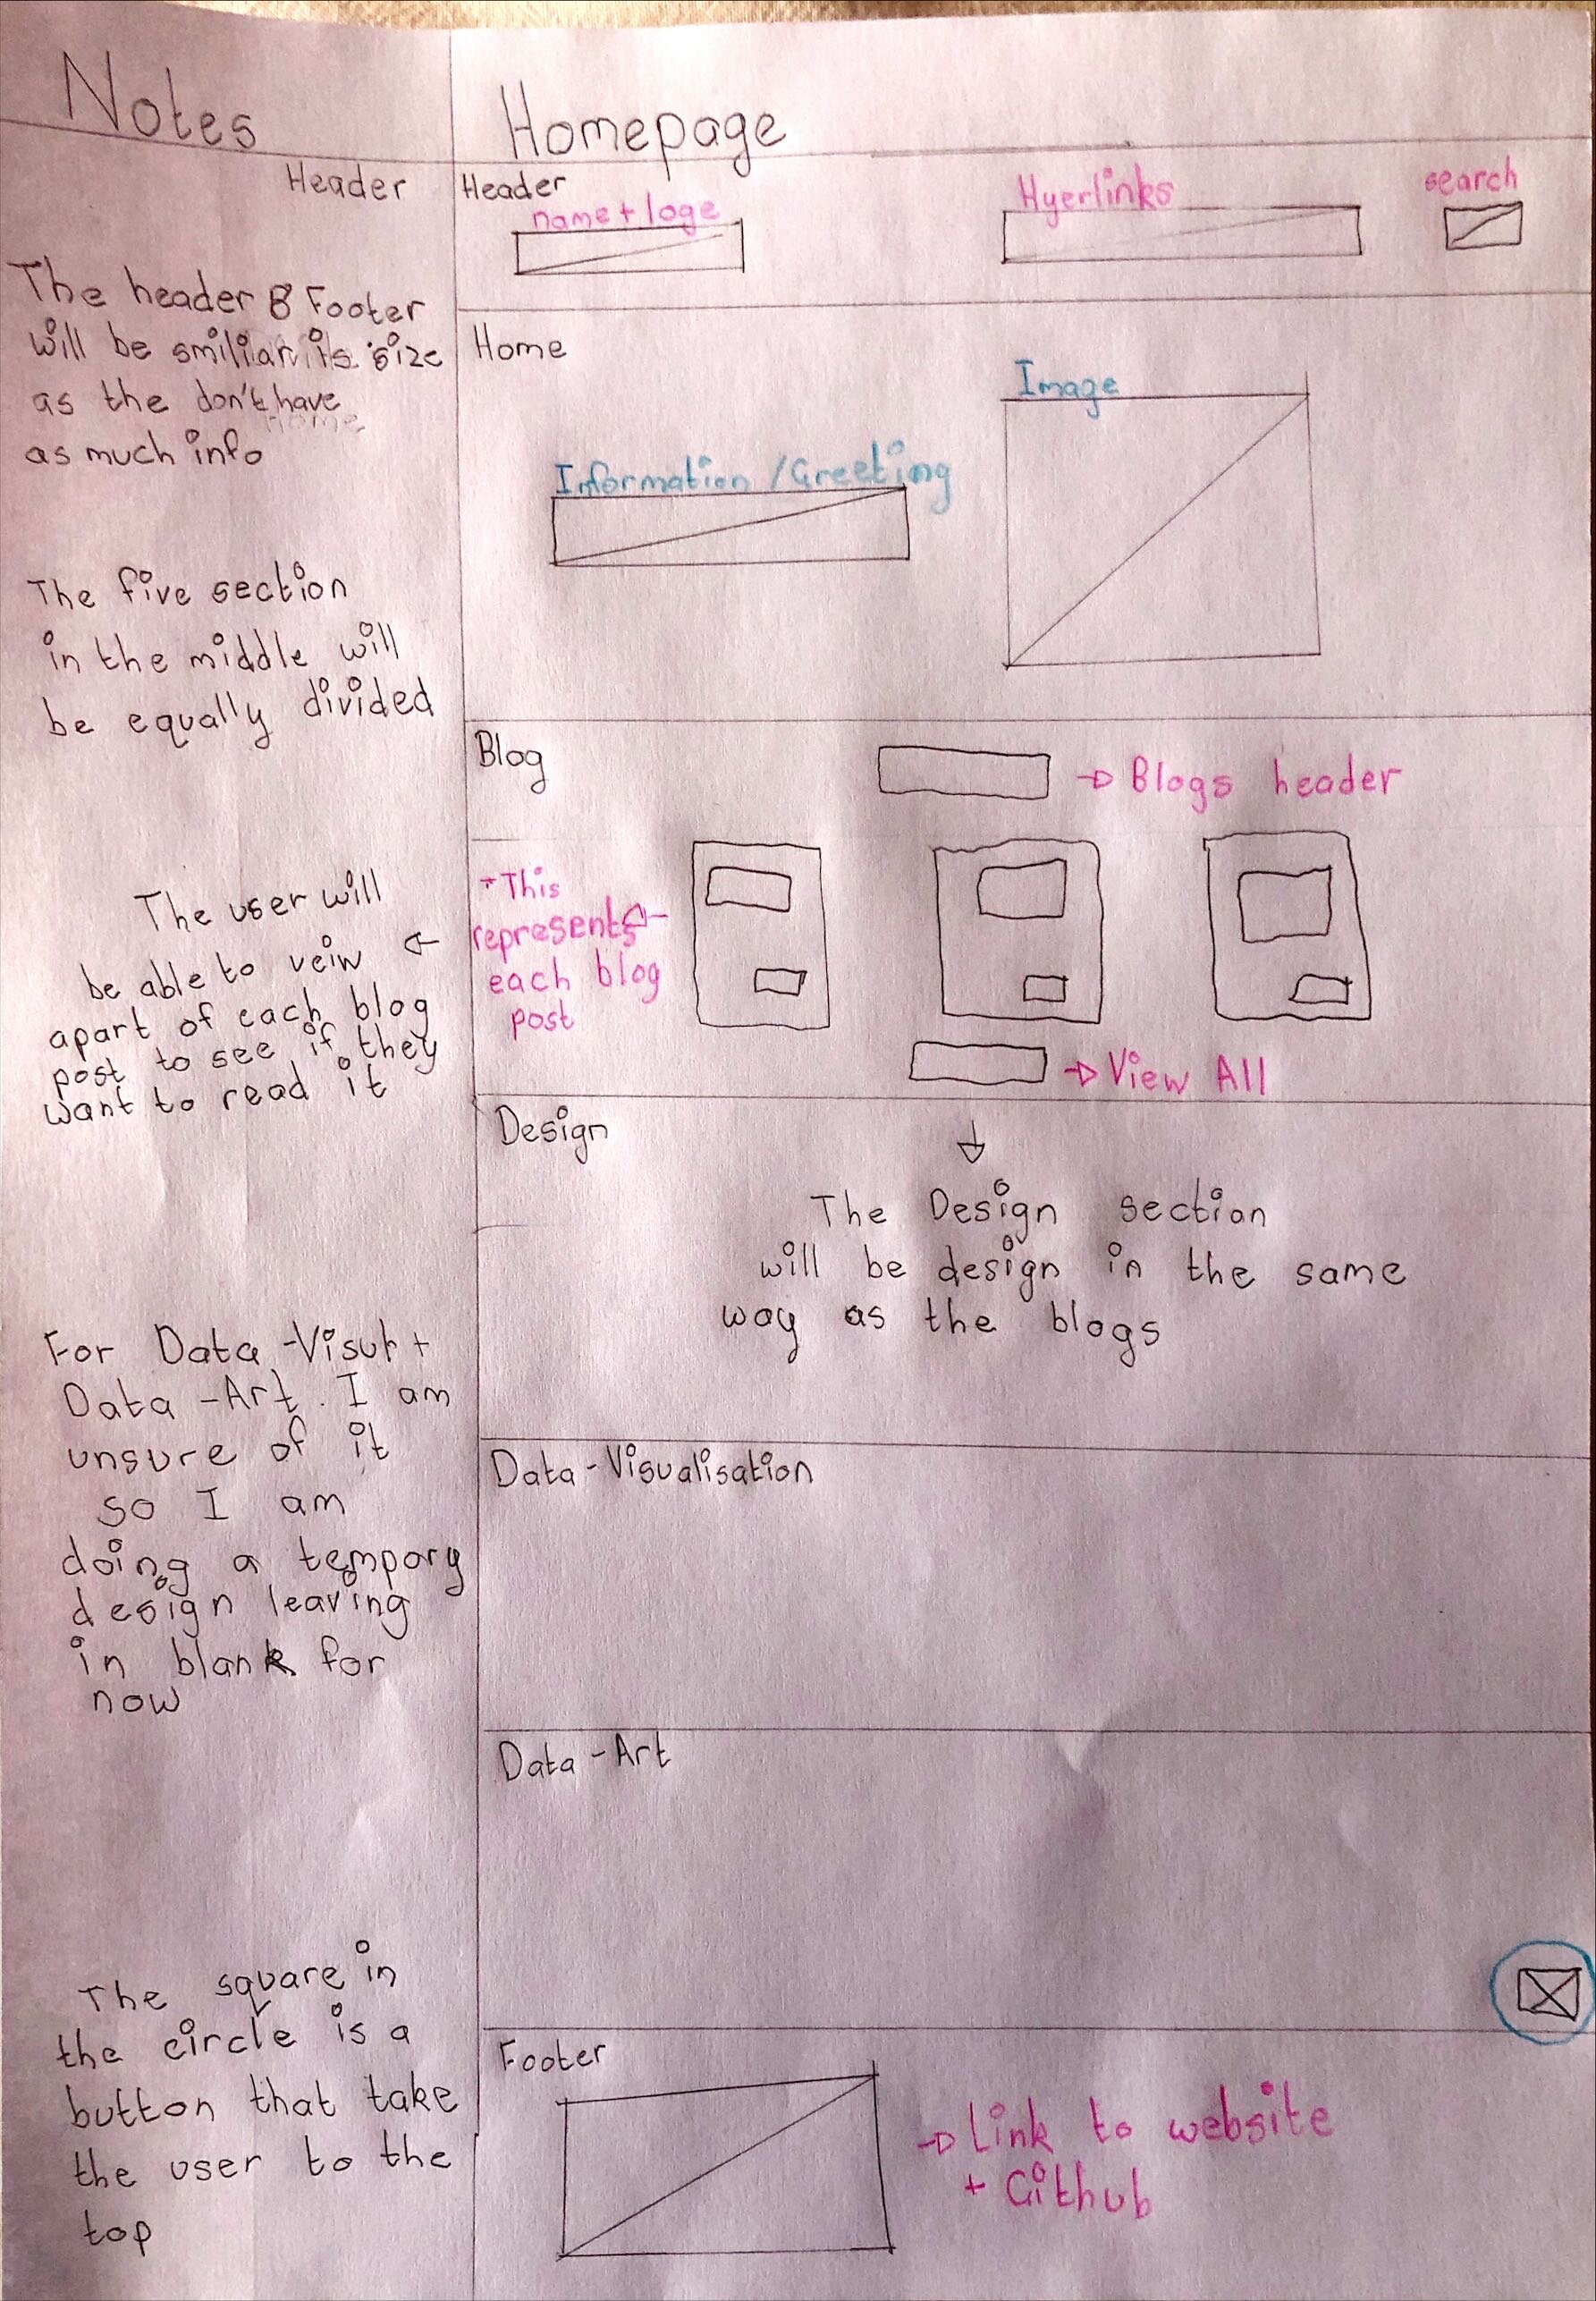 Notes
Homepage
Header
Header
name + loge
Hyerlinks
search
The header & Footer
will be smiliar is size
as the don't have
as much info
Home
Information / Greeting
Image
The five section
in the middle will
be equally divided
Blog
→ Blogs header
- This
represents
each blog
post
The user will
be able to veiw
apart of each blog
post to see if they
want to read it
→ View All
Design
The Design section
will be design in the same
way as the blogs
For Data-Visul +
Data-Art. I am
unsure of it
so I am
doing a tempory
design leaving
in blank for
now
Data-Visualisation
Data-Art
The square in
the circle is a
button that take
the user to the
top
Footer
→ Link to website
+ Github